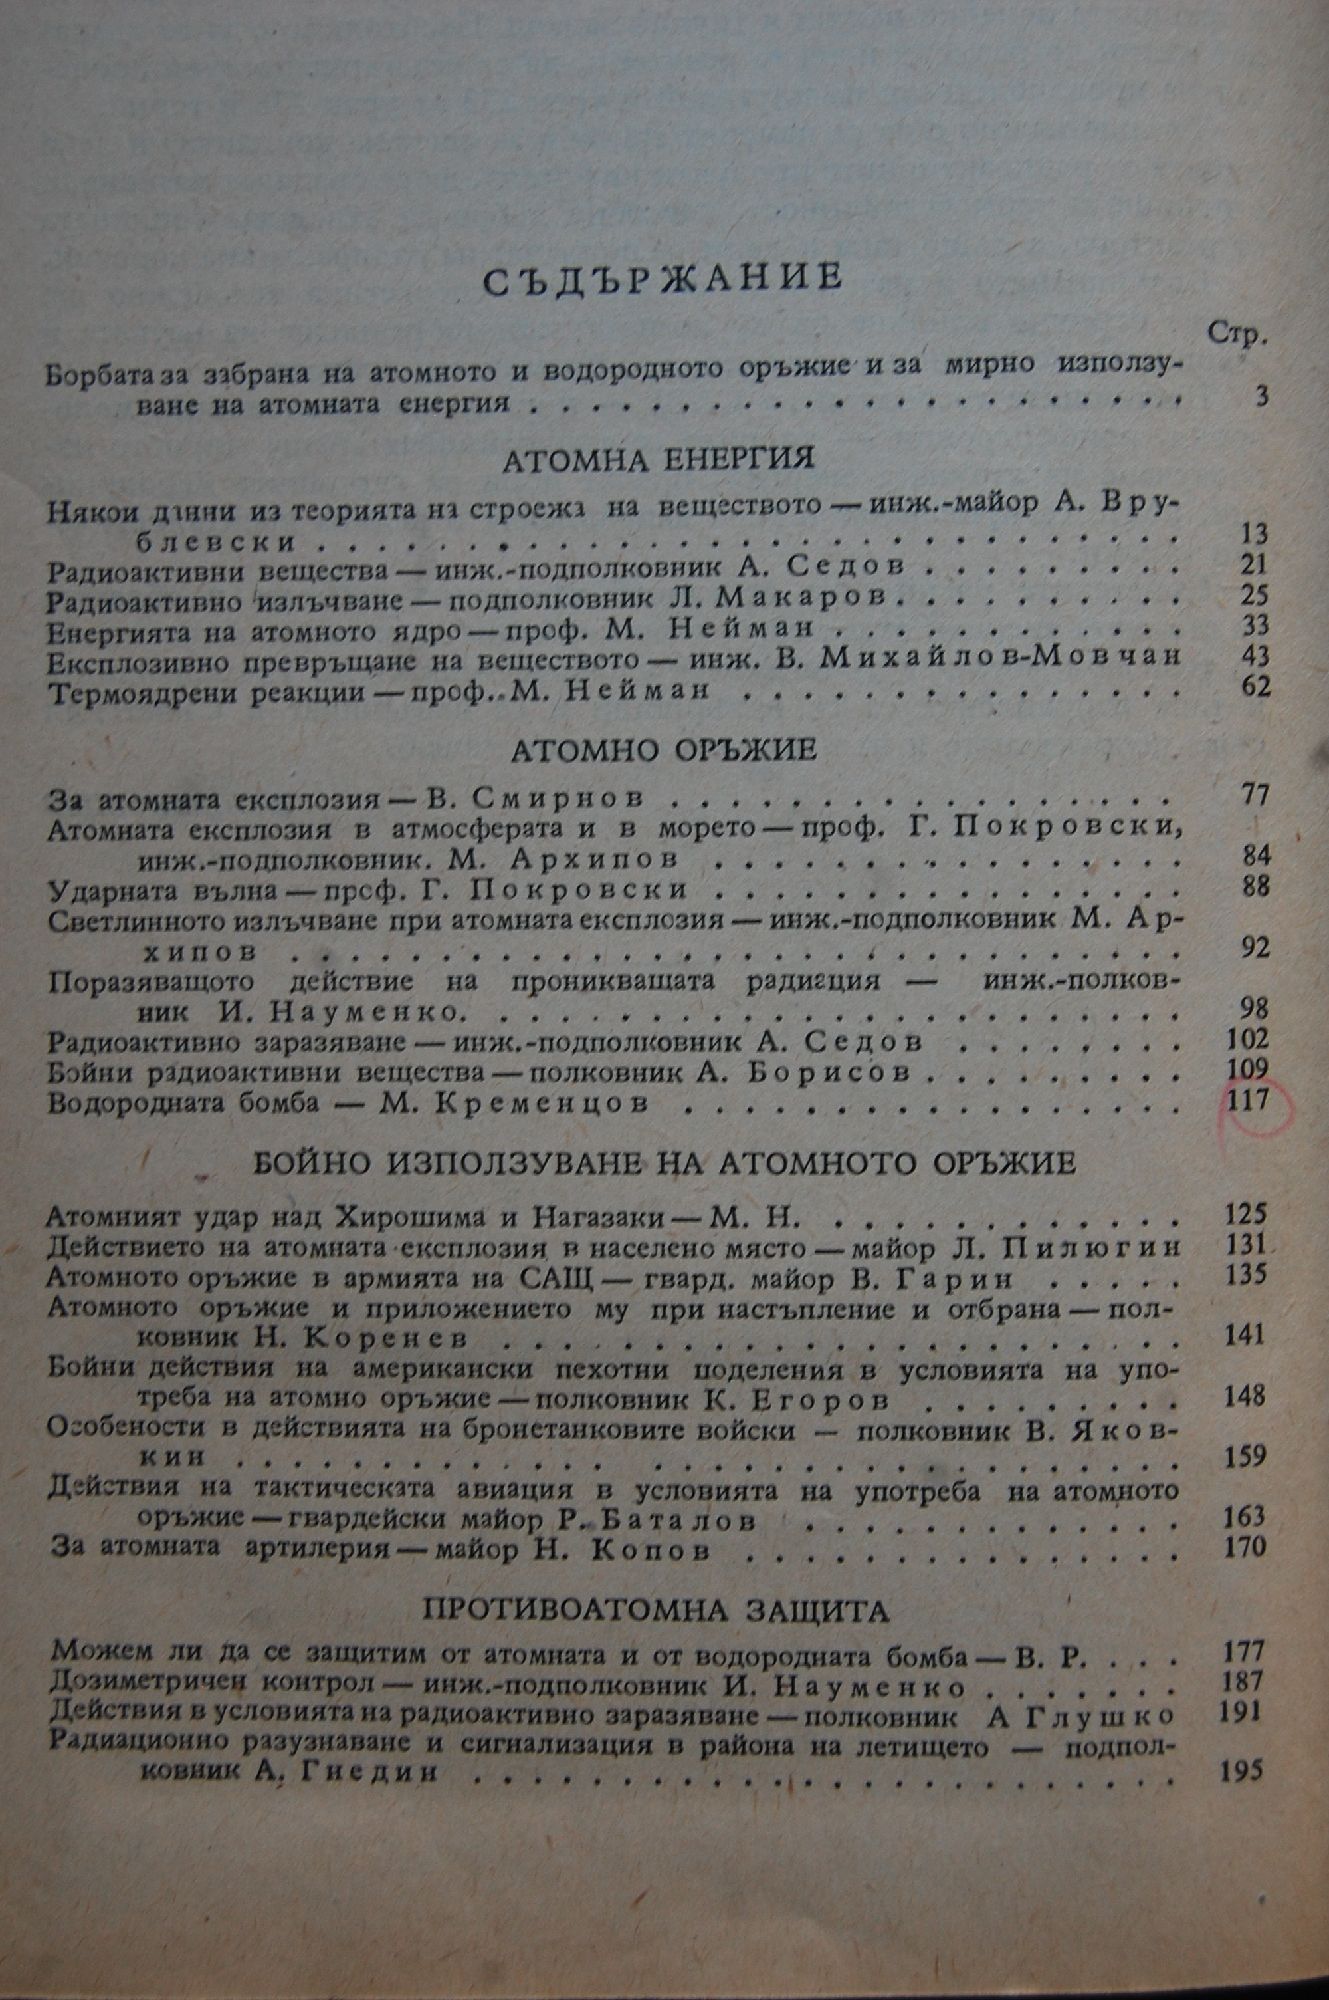 СЪДЪРЖАНИЕ
Стр.
Борбата за забрана на атомното и водородното оръжие и за мирно използу-
ване на атомната енергия . . . . . . . . . . . . . . . . . . . . . . 3
АТОМНА ЕНЕРГИЯ
Някои данни из теорията на строежа на веществото — инж.-майор А. Вру-
блевски . . . . . . . . . . . . . . . . . . . . . . . . . . . . 13
Радиоактивни вещества — инж.-подполковник А. Седов . . . . . . . . . 21
Радиоактивно излъчване — подполковник Л. Макаров . . . . . . . . . . 25
Енергията на атомното ядро — проф. М. Нейман . . . . . . . . . . . . 33
Експлозивно превръщане на веществото — инж. В. Михайлов-Мовчан 43
Термоядрени реакции — проф. М. Нейман . . . . . . . . . . . . . . . 62
АТОМНО ОРЪЖИЕ
За атомната експлозия — В. Смирнов . . . . . . . . . . . . . . . . . 77
Атомната експлозия в атмосферата и в морето — проф. Г. Покровски,
инж.-подполковник. М. Архипов . . . . . . . . . . . . . . . . 84
Ударната вълна — проф. Г. Покровски . . . . . . . . . . . . . . . . 88
Светлинното излъчване при атомната експлозия — инж.-подполковник М. Ар-
хипов . . . . . . . . . . . . . . . . . . . . . . . . . . . . . . 92
Поразяващото действие на проникващата радиация — инж.-полков-
ник И. Науменко. . . . . . . . . . . . . . . . . . . . . . . . 98
Радиоактивно заразяване — инж.-подполковник А. Седов . . . . . . . . 102
Бойни радиоактивни вещества — полковник А. Борисов . . . . . . . . . 109
Водородната бомба — М. Кременцов . . . . . . . . . . . . . . . . . 117
БОЙНО ИЗПОЛЗУВАНЕ НА АТОМНОТО ОРЪЖИЕ
Атомният удар над Хирошима и Нагазаки — М. Н. . . . . . . . . . . . . 125
Действието на атомната експлозия в населено място — майор Л. Пилюгин 131
Атомното оръжие в армията на САЩ — гвард. майор В. Гарин . . . . . 135
Атомното оръжие и приложението му при настъпление и отбрана — пол-
ковник Н. Коренев . . . . . . . . . . . . . . . . . . . . . . . 141
Бойни действия на американски пехотни поделения в условията на упо-
треба на атомно оръжие — полковник К. Егоров . . . . . . . . . 148
Особености в действията на бронетанковите войски — полковник В. Яков-
кин . . . . . . . . . . . . . . . . . . . . . . . . . . . . . . . 159
Действия на тактическата авиация в условията на употреба на атомното
оръжие — гвардейски майор Р. Баталов . . . . . . . . . . . . . 163
За атомната артилерия — майор Н. Копов . . . . . . . . . . . . . . . 170
ПРОТИВОАТОМНА ЗАЩИТА
Можем ли да се защитим от атомната и от водородната бомба — В. Р. . . . 177
Дозиметричен контрол — инж.-подполковник И. Науменко . . . . . . . 187
Действия в условията на радиоактивно заразяване — полковник А Глушко 191
Радиационно разузнаване и сигнализация в района на летището — подпол-
ковник А. Гнедин . . . . . . . . . . . . . . . . . . . . . . . . 195